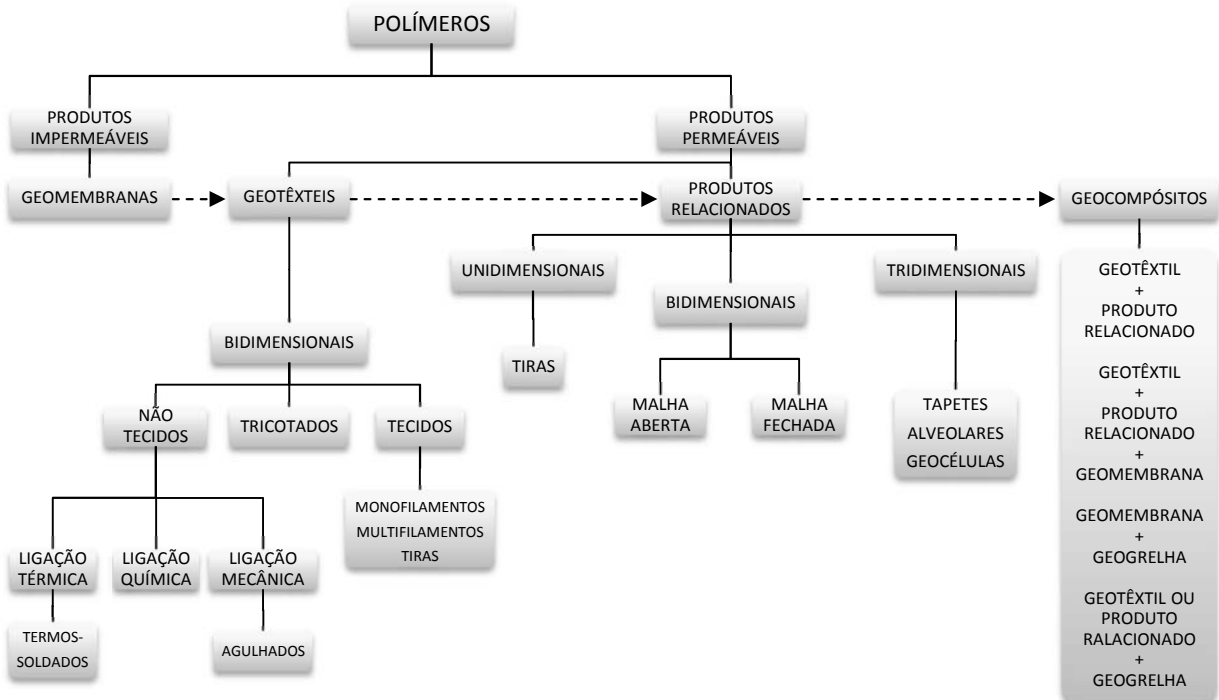 POLÍMEROS
PRODUTOS
IMPERMEÁVEIS
PRODUTOS
PERMEÁVEIS
GEOMEMBRANAS
GEOTÊXTEIS
PRODUTOS
RELACIONADOS
GEOCOMPÓSITOS
UNIDIMENSIONAIS
BIDIMENSIONAIS
TRIDIMENSIONAIS
TIRAS
MALHA
ABERTA
MALHA
FECHADA
TAPETES
ALVEOLARES
GEOCÉLULAS
BIDIMENSIONAIS
NÃO
TECIDOS
TRICOTADOS
TECIDOS
MONOFILAMENTOS
MULTIFILAMENTOS
TIRAS
LIGAÇÃO
TÉRMICA
LIGAÇÃO
QUÍMICA
LIGAÇÃO
MECÂNICA
TERMOS-
SOLDADOS
AGULHADOS
GEOTÊXTIL
+
PRODUTO
RELACIONADO
GEOTÊXTIL
+
PRODUTO
RELACIONADO
+
GEOMEMBRANA
GEOMEMBRANA
+
GEOGRELHA
GEOTÊXTIL OU
PRODUTO
RALACIONADO
+
GEOGRELHA